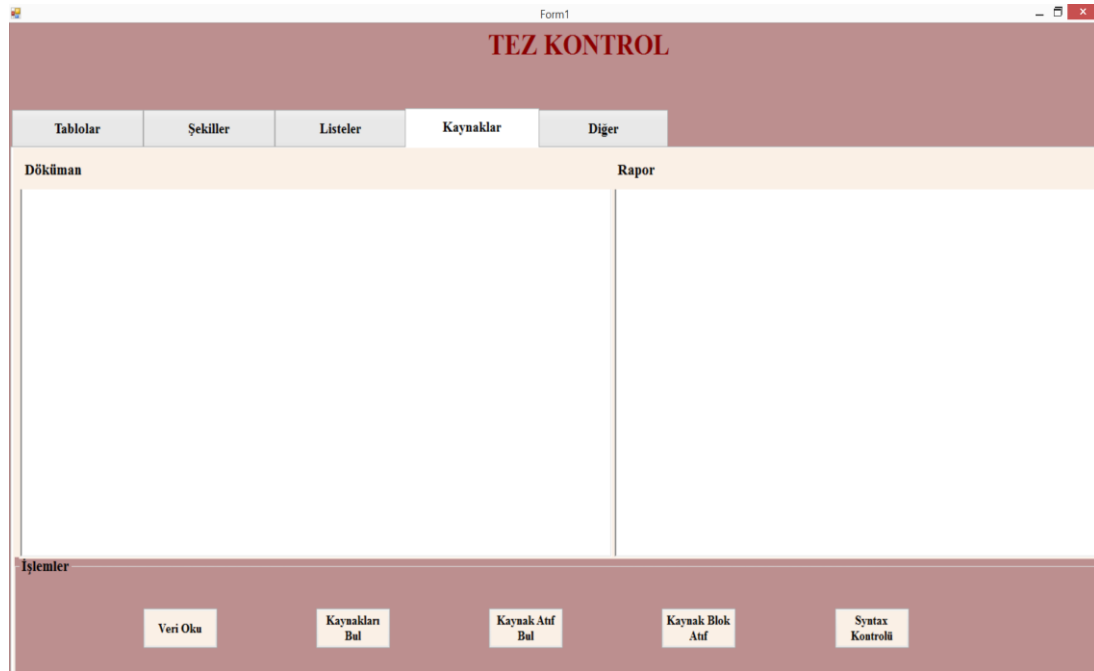 Form1
TEZ KONTROL
Tablolar
Şekiller
Listeler
Kaynaklar
Diğer
Döküman
Rapor
İşlemler
Veri Oku
Kaynakları
Bul
Kaynak Atıf
Bul
Kaynak Blok
Atıf
Syntax
Kontrolü